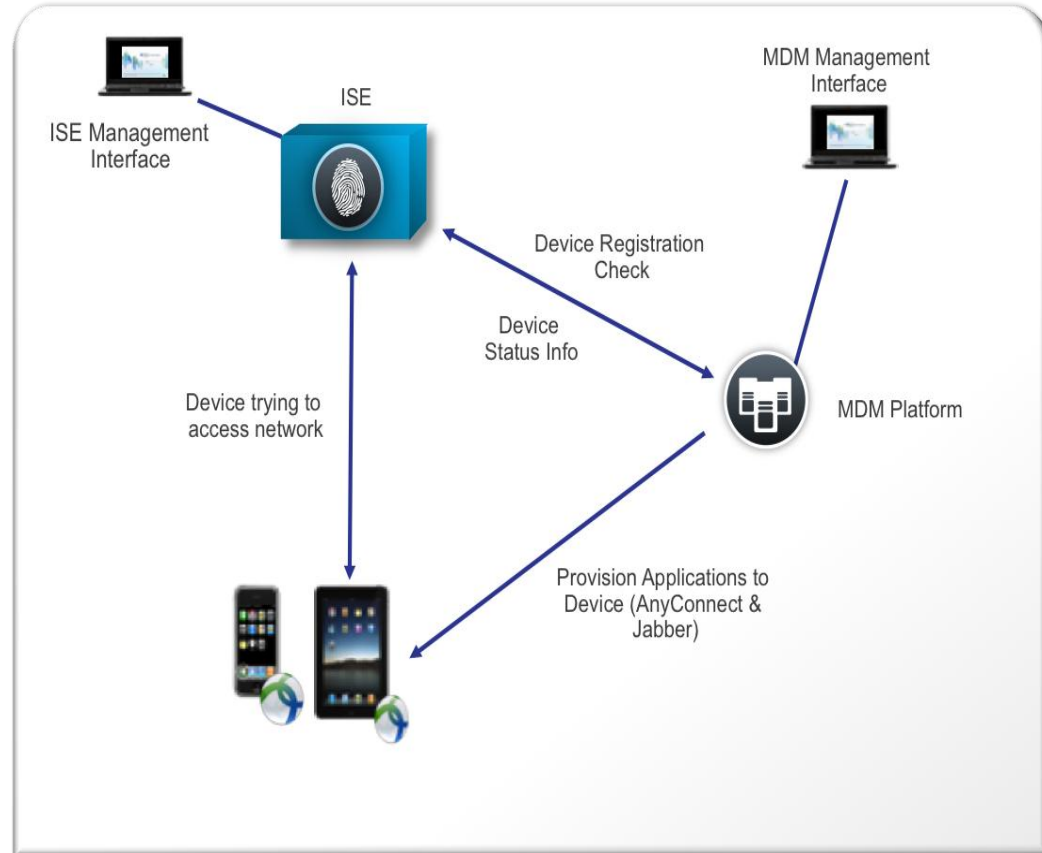 ISE Management
Interface
ISE
MDM Management
Interface
Device Registration
Check
Device
Status Info
Device trying to
access network
MDM Platform
Provision Applications to
Device (AnyConnect &
Jabber)